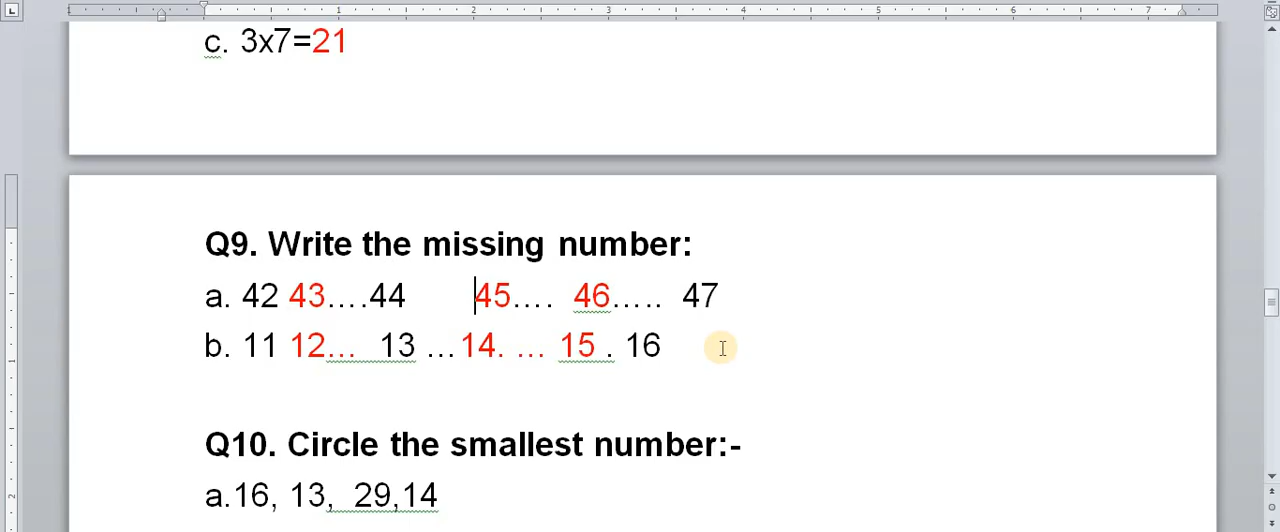 c. 3x7=21
Q9. Write the missing number:
a. 42 43....44 45.... 46..... 47
b. 11 12... 13 ...14. ... 15 . 16
Q10. Circle the smallest number:-
a.16, 13, 29,14